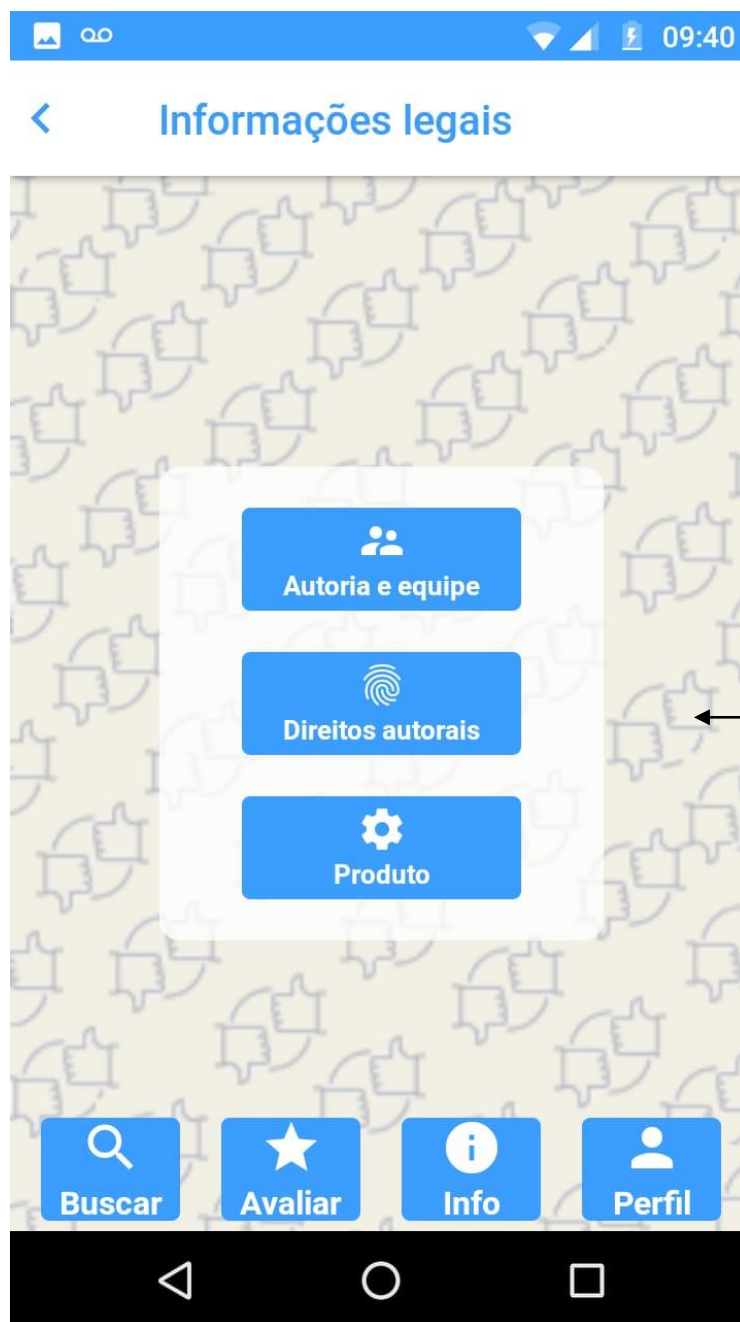 09:40
Informações legais
Autoria e equipe
Direitos autorais
Produto
Buscar Avaliar Info Perfil